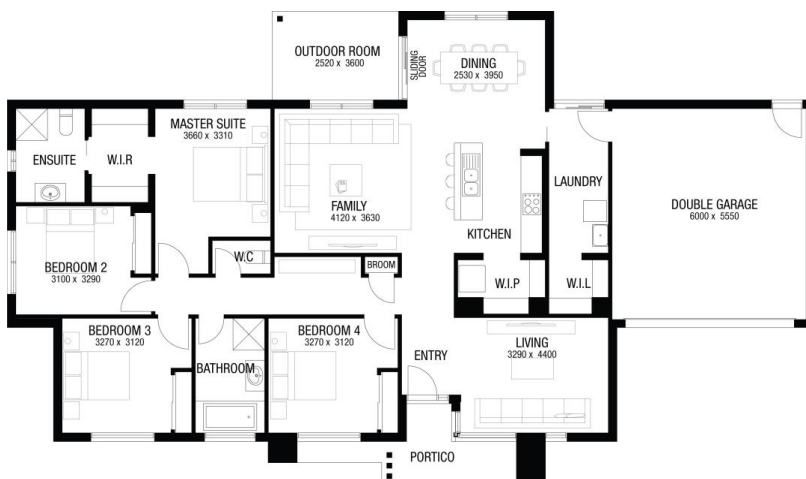 OUTDOOR ROOM
2520 x 3600
SLIDING
DOOR
DINING
2530 x 3950
MASTER SUITE
3660 x 3310
ENSUITE
W.I.R
FAMILY
4120 x 3630
KITCHEN
LAUNDRY
DOUBLE GARAGE
6000 x 5550
BEDROOM 2
3100 x 3290
W.C
BROOM
W.I.P
W.I.L
BEDROOM 3
3270 x 3120
BATHROOM
BEDROOM 4
3270 x 3120
ENTRY
LIVING
3290 x 4400
PORTICO